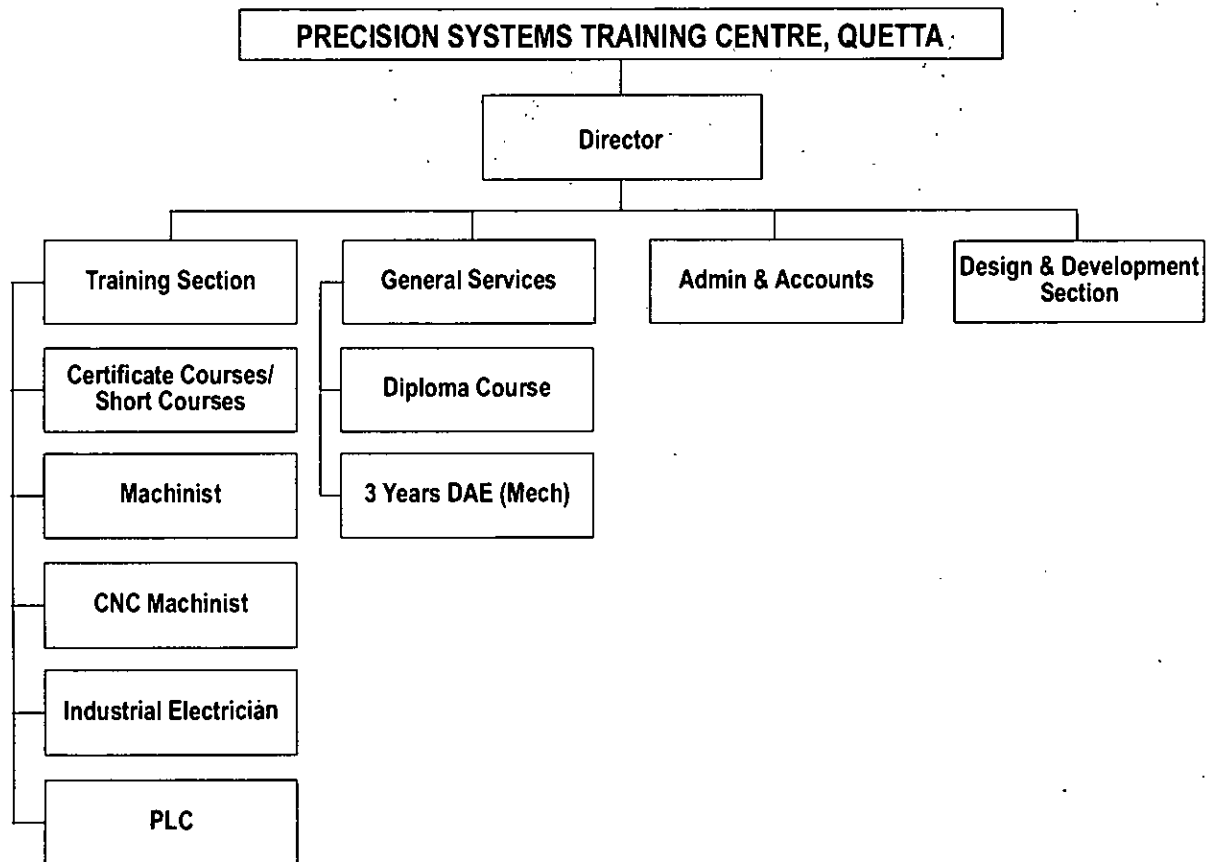 PRECISION SYSTEMS TRAINING CENTRE, QUETTA
Director
Training Section
General Services
Admin & Accounts
Design & Development
Section
Certificate Courses/
Short Courses
Diploma Course
Machinist
3 Years DAE (Mech)
CNC Machinist
Industrial Electrician
PLC